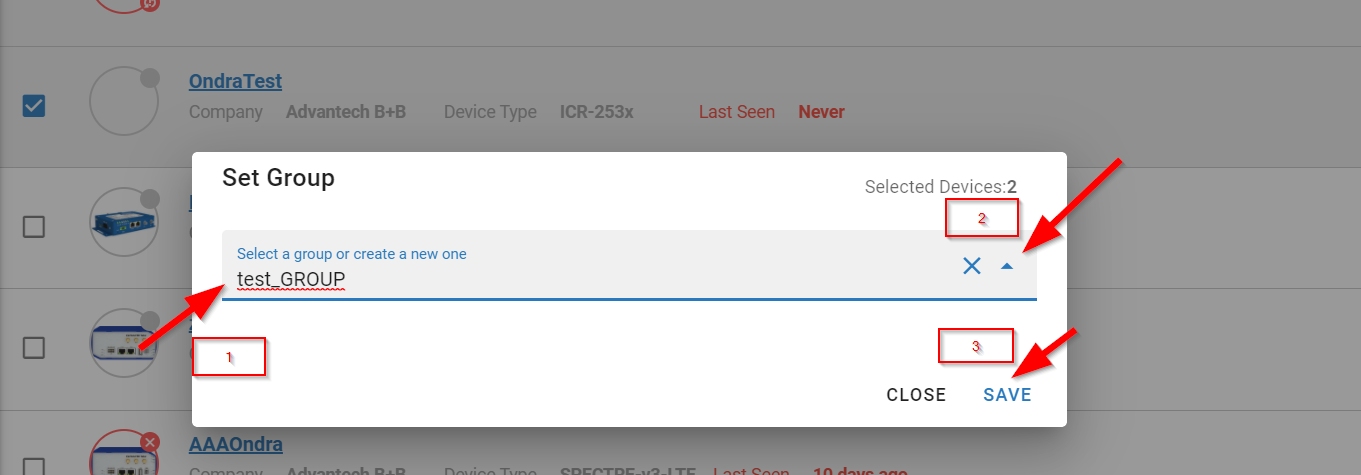 OndraTest
Company Advantech B+B Device Type ICR-253x Last Seen Never
Set Group
Selected Devices:2
2
Select a group or create a new one
test_GROUP
1
3
CLOSE SAVE
AAAOndra
Company Advantech B+B Device Type SPECTRE-v3-LTE Last Seen 10 days ago